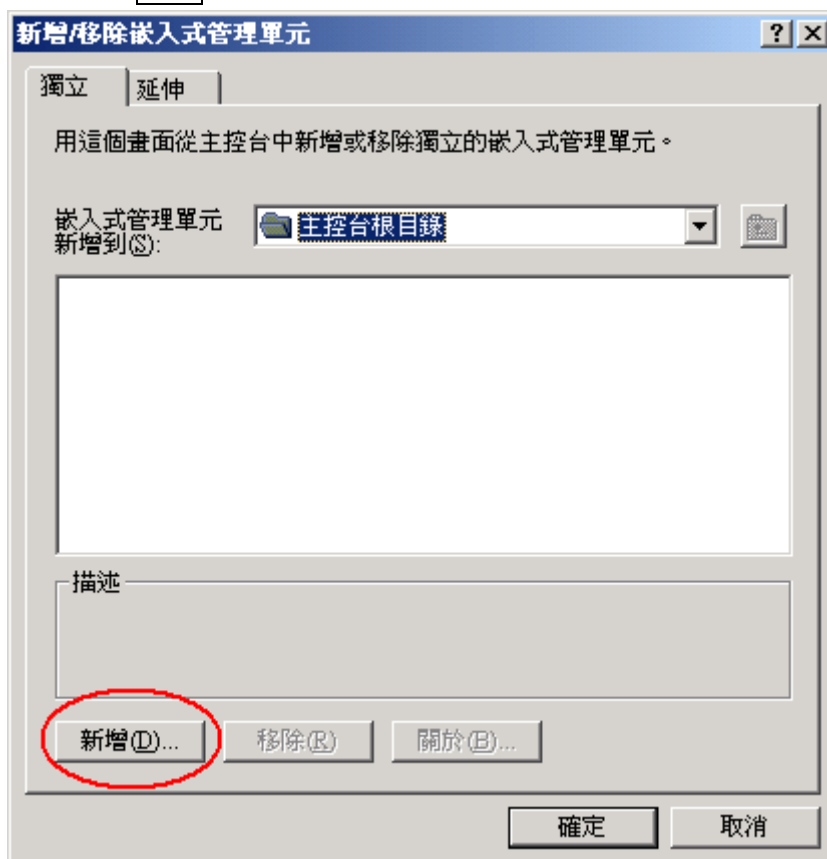 新增/移除嵌入式管理單元
獨立
延伸
用這個畫面從主控台中新增或移除獨立的嵌入式管理單元。
嵌入式管理單元
新增到(S):
主控台根目錄
描述
新增(D)...
移除(R)
關於(B)...
確定
取消